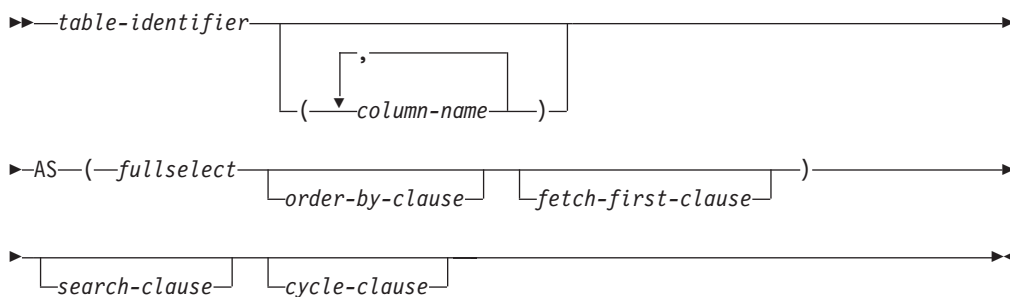 table-identifier
,
( column-name )
AS ( fullselect )
order-by-clause fetch-first-clause
search-clause cycle-clause